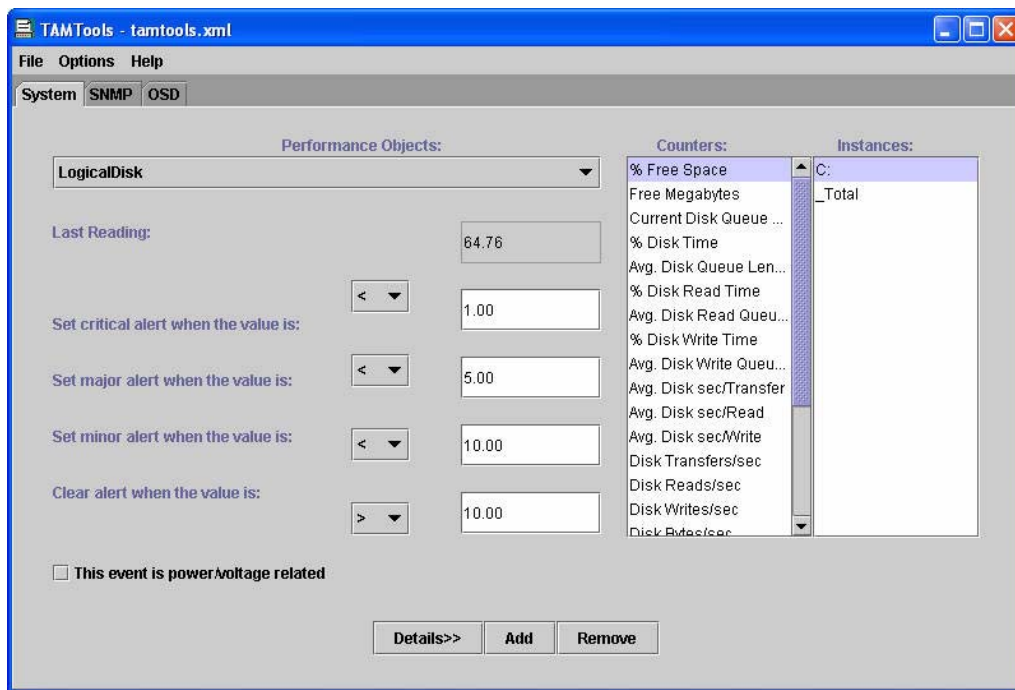 TAMTools - tamtools.xml
File Options Help
System SNMP OSD
Performance Objects:
LogicalDisk
Last Reading:
64.76
<
Set critical alert when the value is:
1.00
<
Set major alert when the value is:
5.00
Set minor alert when the value is:
<
10.00
Clear alert when the value is:
>
10.00
This event is power/voltage related
Counters:
% Free Space
Free Megabytes
Current Disk Queue ...
% Disk Time
Avg. Disk Queue Len...
% Disk Read Time
Avg. Disk Read Queu...
% Disk Write Time
Avg. Disk Write Queu...
Avg. Disk sec/Transfer
Avg. Disk sec/Read
Avg. Disk sec/Write
Disk Transfers/sec
Disk Reads/sec
Disk Writes/sec
Disk Bytes/sec
Instances:
C:
_Total
Details>> Add Remove